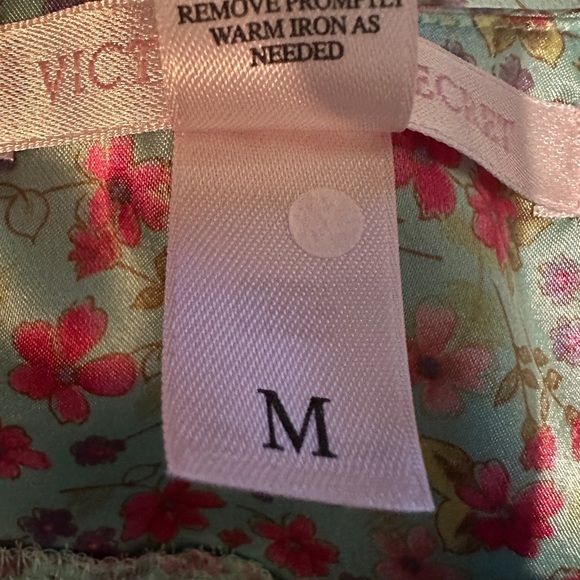 REMOVE PROMPTLY
WARM IRON AS
NEEDED
VICT
ECRET
M